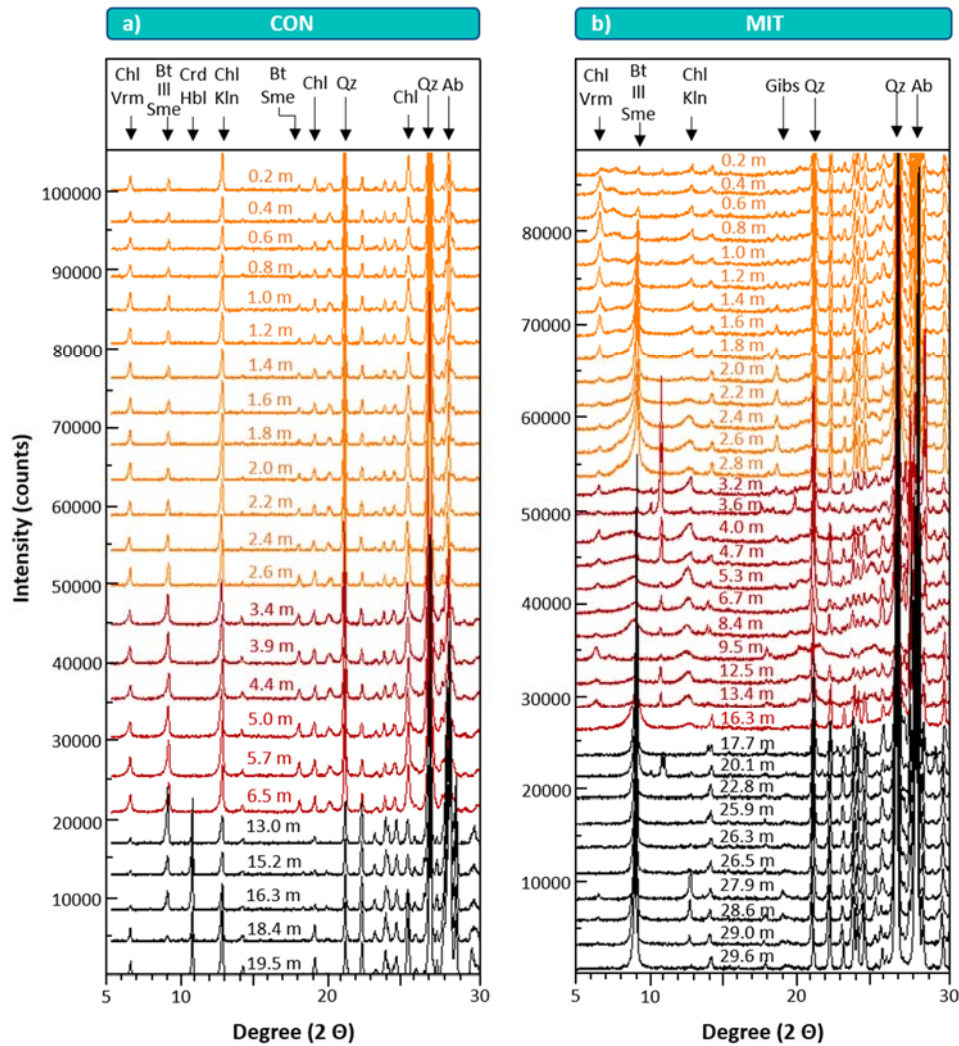 a) CON
Chl
Vrm
Bt
Ill
Sme
Crd
Hbl
Chl
Kln
Bt
Sme
Chl
Qz
Chl
Qz
Ab
Intensity (counts)
100000
90000
80000
70000
60000
50000
40000
30000
20000
10000
0.2 m
0.4 m
0.6 m
0.8 m
1.0 m
1.2 m
1.4 m
1.6 m
1.8 m
2.0 m
2.2 m
2.4 m
2.6 m
3.4 m
3.9 m
4.4 m
5.0 m
5.7 m
6.5 m
13.0 m
15.2 m
16.3 m
18.4 m
19.5 m
5
10
20
30
Degree (2 Θ)
b) MIT
Chl
Vrm
Bt
Ill
Sme
Chl
Kln
Gibs
Qz
Qz
Ab
80000
70000
60000
50000
40000
30000
20000
10000
0.2 m
0.4 m
0.6 m
0.8 m
1.0 m
1.2 m
1.4 m
1.6 m
1.8 m
2.0 m
2.2 m
2.4 m
2.6 m
2.8 m
3.2 m
3.6 m
4.0 m
4.7 m
5.3 m
6.7 m
8.4 m
9.5 m
12.5 m
13.4 m
16.3 m
17.7 m
20.1 m
22.8 m
25.9 m
26.3 m
26.5 m
27.9 m
28.6 m
29.0 m
29.6 m
5
10
20
30
Degree (2 Θ)